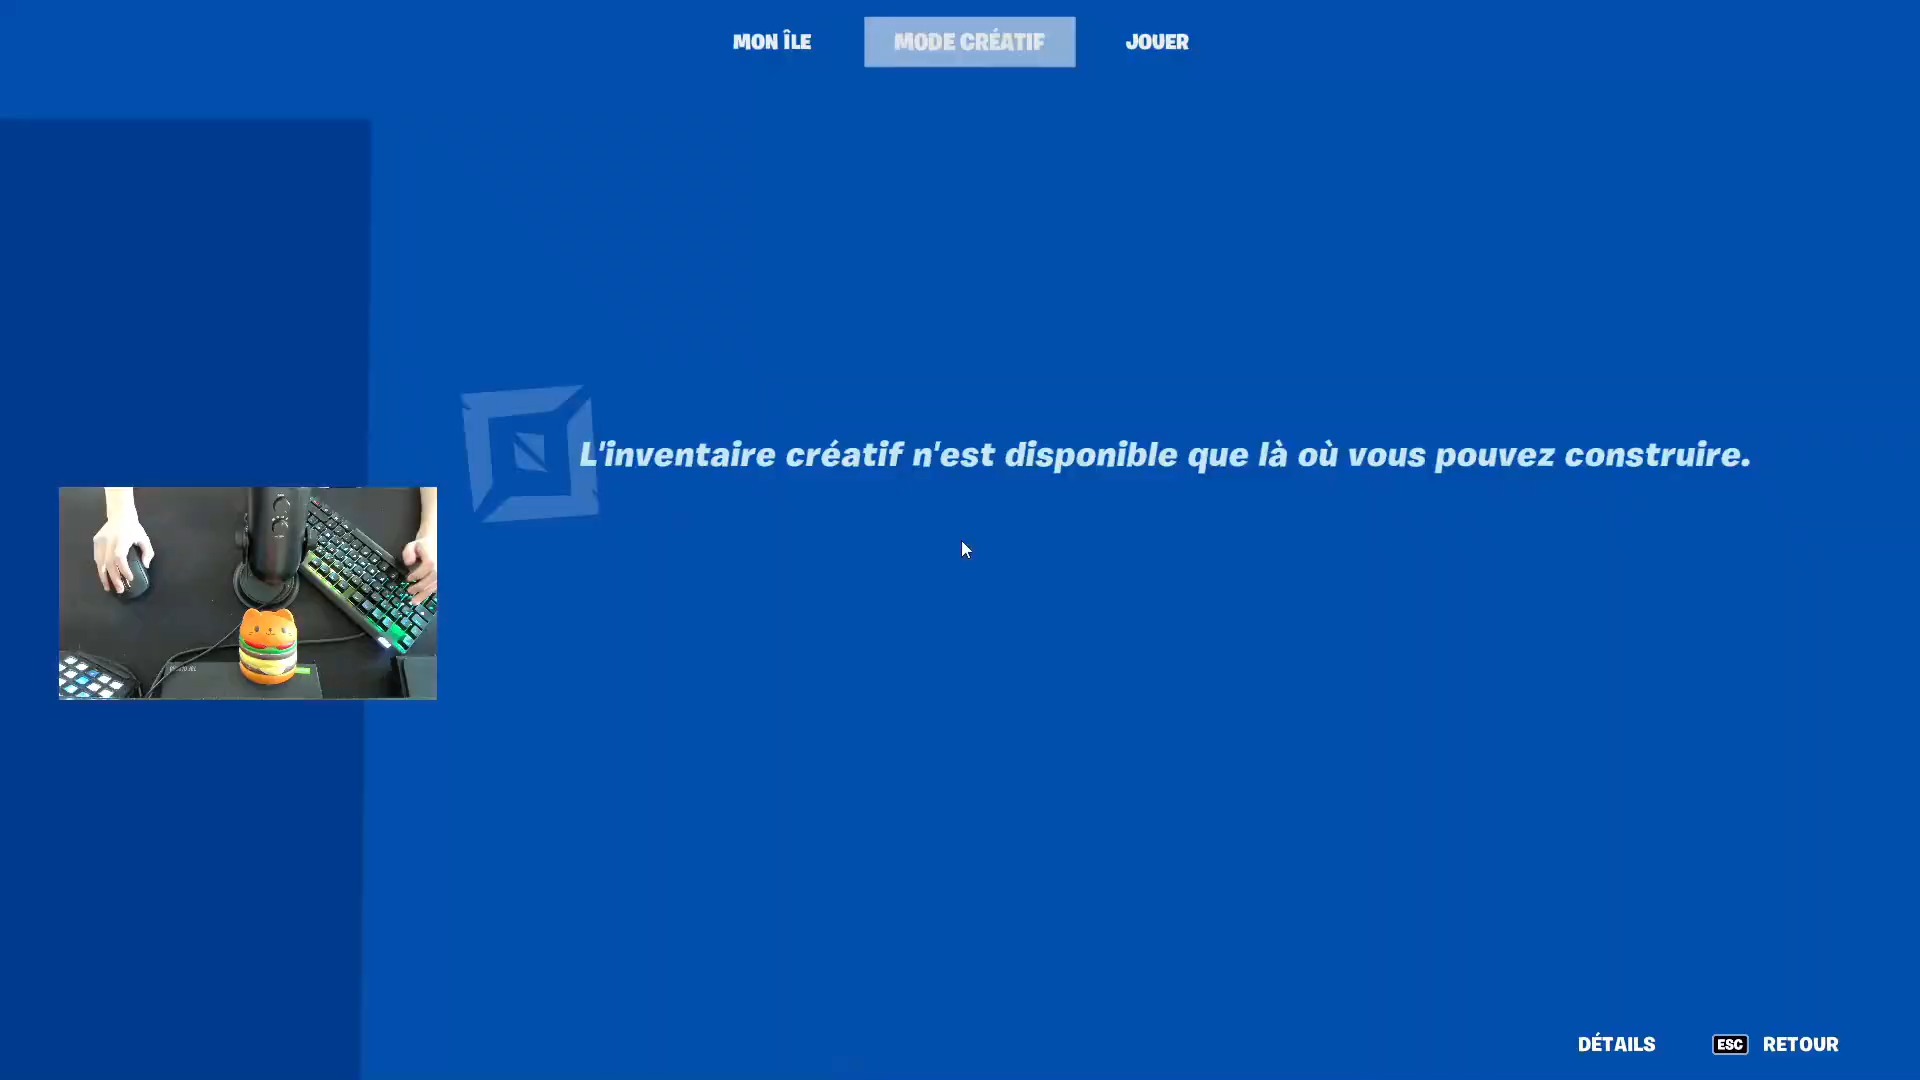 MON ÎLE
MODE CRÉATIF
JOUER
L'inventaire créatif n'est disponible que là où vous pouvez construire.
DÉTAILS
ESC RETOUR